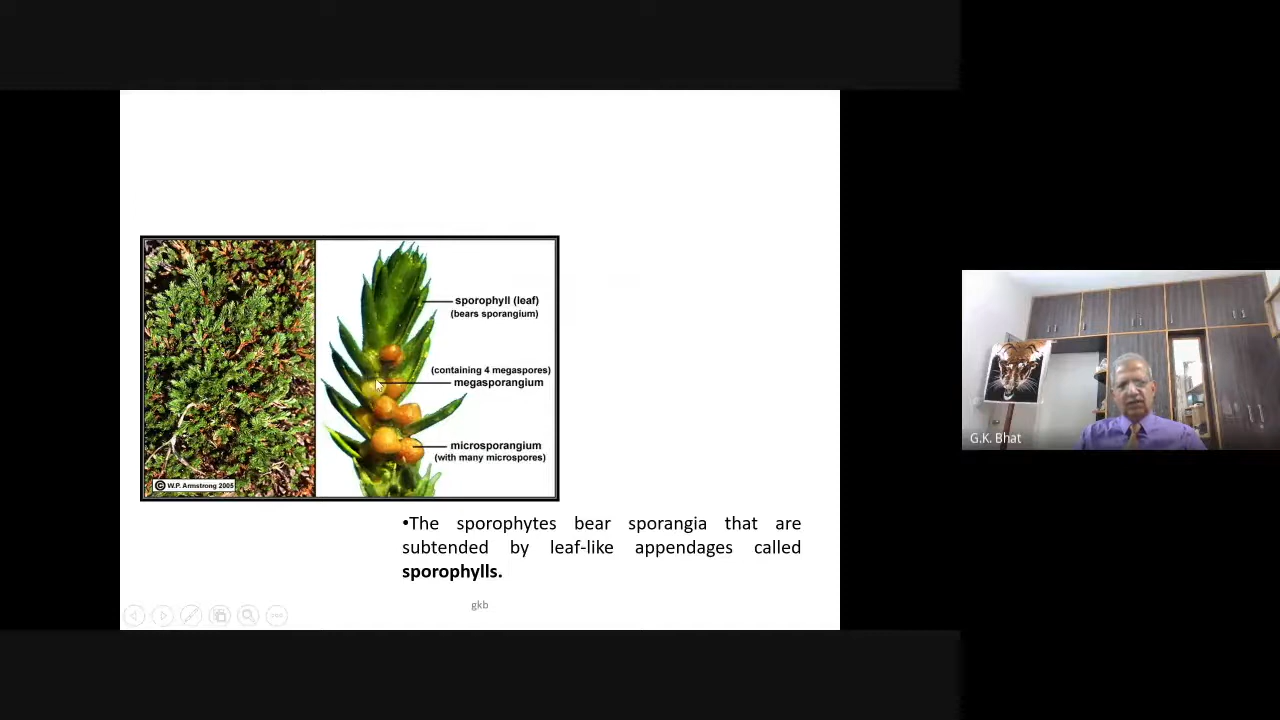 sporophyll (leaf)
(bears sporangium)
(containing 4 megaspores)
megasporangium
microsporangium
(with many microspores)
© W.P. Armstrong 2005
•The sporophytes bear sporangia that are
subtended by leaf-like appendages called
sporophylls.
gkb
G.K. Bhat